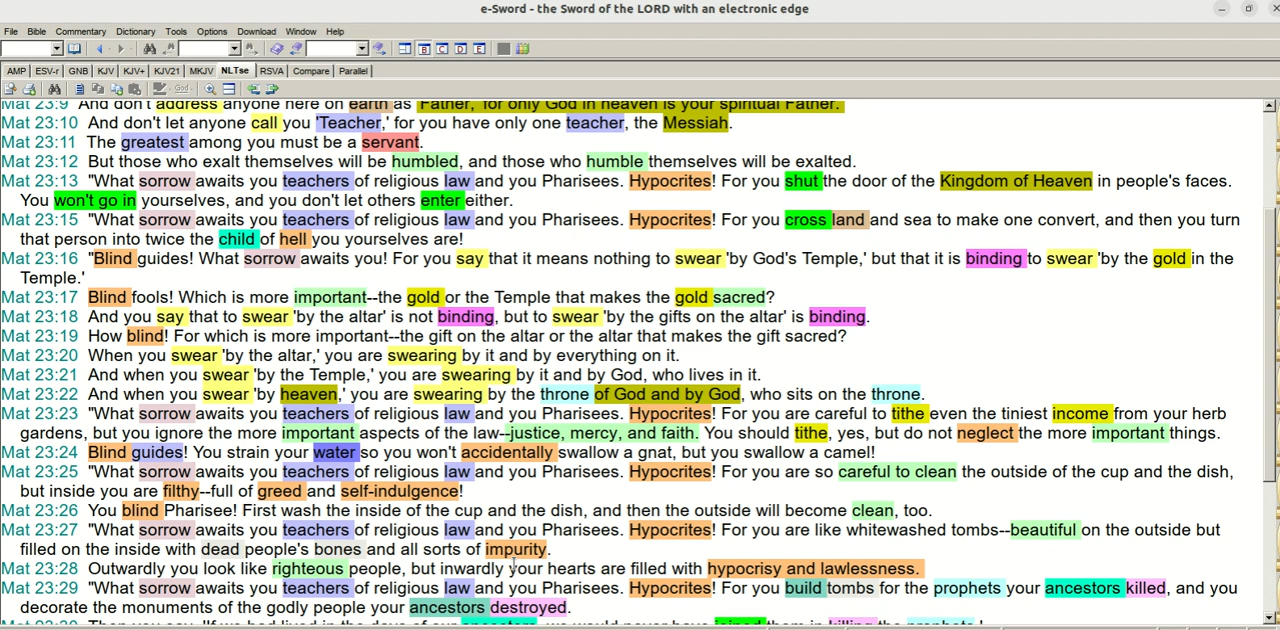 e-Sword - the Sword of the LORD with an electronic edge
File Bible Commentary Dictionary Tools Options Download Window Help
B C D E
AMP ESV-r GNB KJV KJV+ KJV21 MKJV NLTse RSVA Compare Parallel
God
Mat 23:9 And don't address anyone here on earth as 'Father,' for only God in heaven is your spiritual Father.
Mat 23:10 And don't let anyone call you 'Teacher,' for you have only one teacher, the Messiah.
Mat 23:11 The greatest among you must be a servant.
Mat 23:12 But those who exalt themselves will be humbled, and those who humble themselves will be exalted.
Mat 23:13 "What sorrow awaits you teachers of religious law and you Pharisees. Hypocrites! For you shut the door of the Kingdom of Heaven in people's faces.
You won't go in yourselves, and you don't let others enter either.
Mat 23:15 "What sorrow awaits you teachers of religious law and you Pharisees. Hypocrites! For you cross land and sea to make one convert, and then you turn
that person into twice the child of hell you yourselves are!
Mat 23:16 "Blind guides! What sorrow awaits you! For you say that it means nothing to swear 'by God's Temple,' but that it is binding to swear 'by the gold in the
Temple.'
Mat 23:17 Blind fools! Which is more important--the gold or the Temple that makes the gold sacred?
Mat 23:18 And you say that to swear 'by the altar' is not binding, but to swear 'by the gifts on the altar' is binding.
Mat 23:19 How blind! For which is more important--the gift on the altar or the altar that makes the gift sacred?
Mat 23:20 When you swear 'by the altar,' you are swearing by it and by everything on it.
Mat 23:21 And when you swear 'by the Temple,' you are swearing by it and by God, who lives in it.
Mat 23:22 And when you swear 'by heaven,' you are swearing by the throne of God and by God, who sits on the throne.
Mat 23:23 "What sorrow awaits you teachers of religious law and you Pharisees. Hypocrites! For you are careful to tithe even the tiniest income from your herb
gardens, but you ignore the more important aspects of the law--justice, mercy, and faith. You should tithe, yes, but do not neglect the more important things.
Mat 23:24 Blind guides! You strain your water so you won't accidentally swallow a gnat, but you swallow a camel!
Mat 23:25 "What sorrow awaits you teachers of religious law and you Pharisees. Hypocrites! For you are so careful to clean the outside of the cup and the dish,
but inside you are filthy--full of greed and self-indulgence!
Mat 23:26 You blind Pharisee! First wash the inside of the cup and the dish, and then the outside will become clean, too.
Mat 23:27 "What sorrow awaits you teachers of religious law and you Pharisees. Hypocrites! For you are like whitewashed tombs--beautiful on the outside but
filled on the inside with dead people's bones and all sorts of impurity.
Mat 23:28 Outwardly you look like righteous people, but inwardly your hearts are filled with hypocrisy and lawlessness.
Mat 23:29 "What sorrow awaits you teachers of religious law and you Pharisees. Hypocrites! For you build tombs for the prophets your ancestors killed, and you
decorate the monuments of the godly people your ancestors destroyed.
Mat 23:30 Then you say, 'If we had lived in the days of our ancestors, we would never have joined them in killing the prophets.'